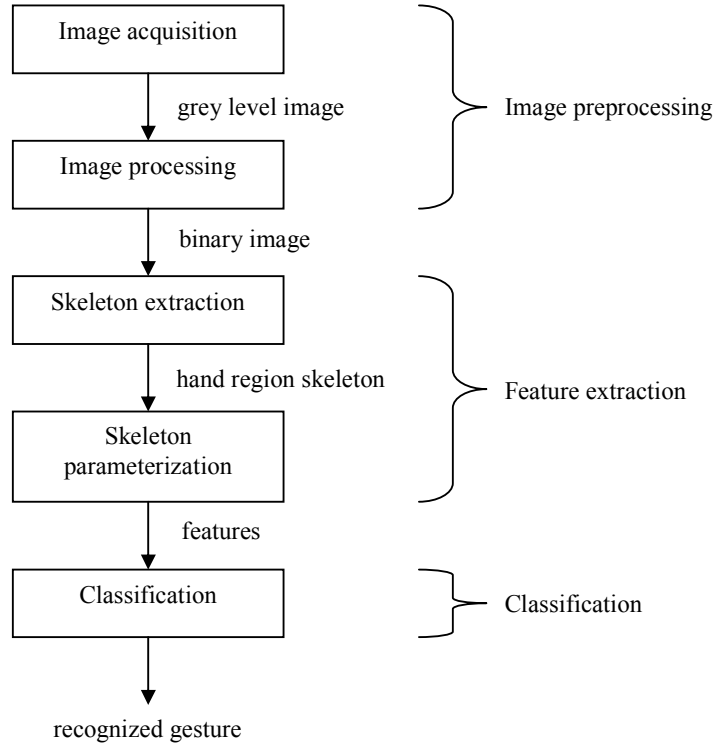 Image acquisition
grey level image
Image preprocessing
Image processing
binary image
Skeleton extraction
hand region skeleton
Feature extraction
Skeleton
parameterization
features
Classification
Classification
recognized gesture